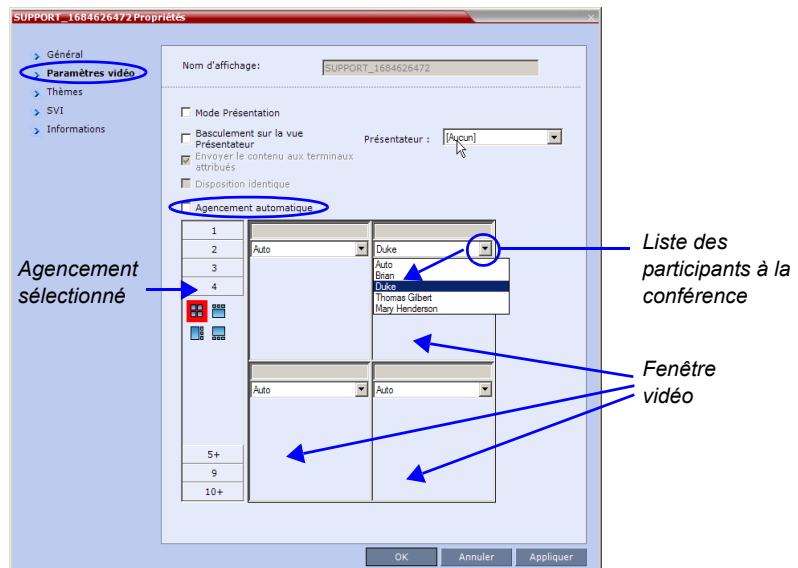 SUPPORT_1684626472 Propriétés
Général
Paramètres vidéo
Thèmes
SVI
Informations
Nom d'affichage:
SUPPORT_1684626472
Mode Présentation
Basculement sur la vue
Présentateur
Présentateur :
[Aucun]
Envoyer le contenu aux terminaux
attribués
Disposition identique
Agencement automatique
1
2
3
4
5+
9
10+
Auto
Duke
Auto
Brian
Duke
Thomas Gilbert
Mary Henderson
Auto
Auto
Agencement
sélectionné
Liste des
participants à la
conférence
Fenêtre
vidéo
OK
Annuler
Appliquer